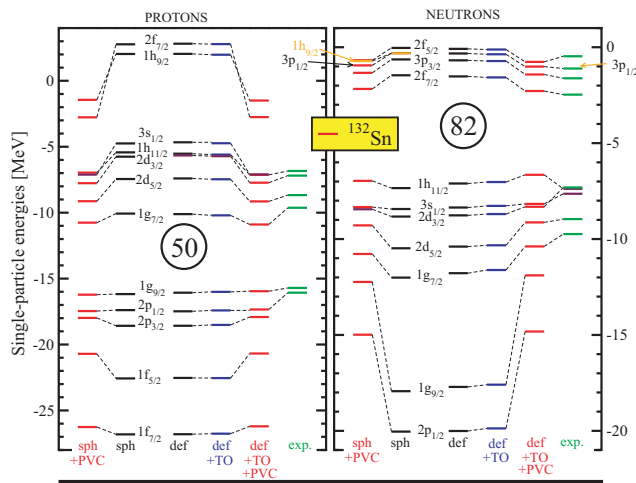 PROTONS NEUTRONS
Single-particle energies [MeV]
0
-5
-10
-15
-20
-25
2f7/2
1h9/2
3s1/2
1h11/2
2d3/2
2d5/2
1g7/2
50
1g9/2
2p1/2
2p3/2
1f5/2
1f7/2
sph +PVC
sph
def
def +TO
def +TO +PVC
exp.
132Sn
1h9/2
3p1/2
2f5/2
3p3/2
2f7/2
82
3p1/2
1h11/2
3s1/2
2d3/2
2d5/2
1g7/2
1g9/2
2p1/2
0
-5
-10
-15
-20
sph +PVC
sph
def
def +TO
def +TO +PVC
exp.